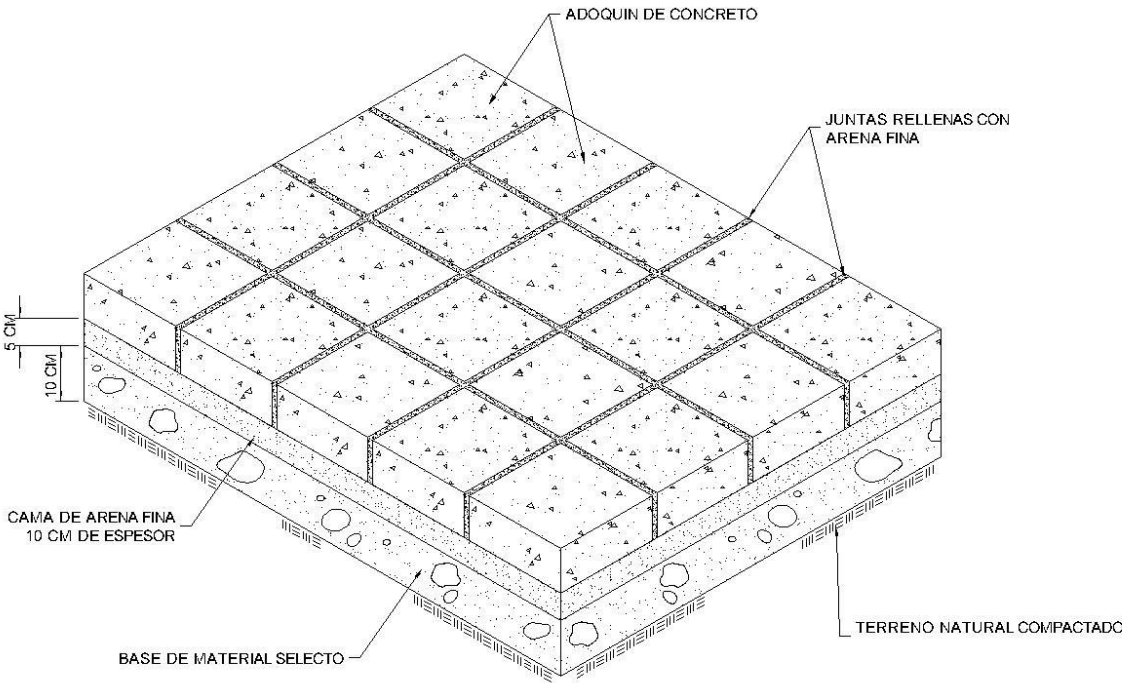 ADOQUIN DE CONCRETO
JUNTAS RELLENAS CON
ARENA FINA
5 CM
10 CM
CAMA DE ARENA FINA
10 CM DE ESPESOR
BASE DE MATERIAL SELECTO
TERRENO NATURAL COMPACTADO